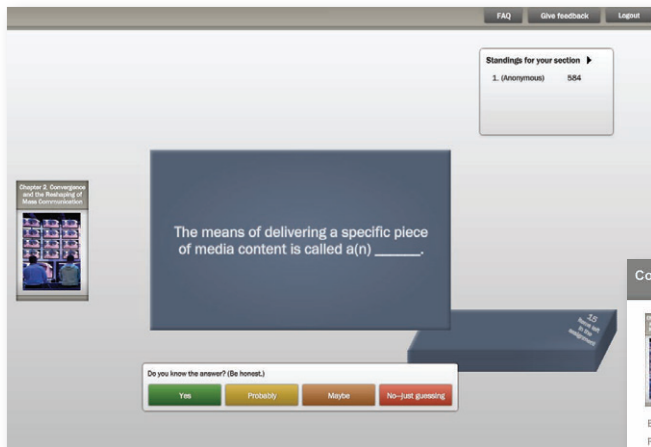 FAQ
Give feedback
Logout
Standings for your section
1. (Anonymous) 584
Chapter 2. Convergence
and the Reshaping of
Mass Communication
The means of delivering a specific piece
of media content is called a(n) ______.
15
items left
in the
assignment
Do you know the answer? (Be honest.)
Yes
Probably
Maybe
No--just guessing
Co